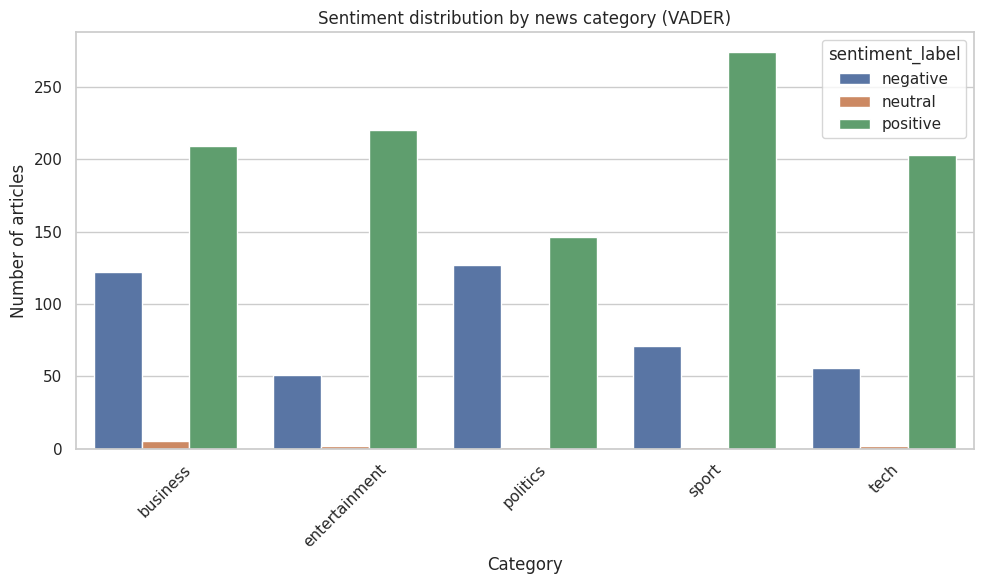 Sentiment distribution by news category (VADER)
sentiment_label
negative
neutral
positive
Number of articles
250
200
150
100
50
0
business
entertainment
politics
sport
tech
Category